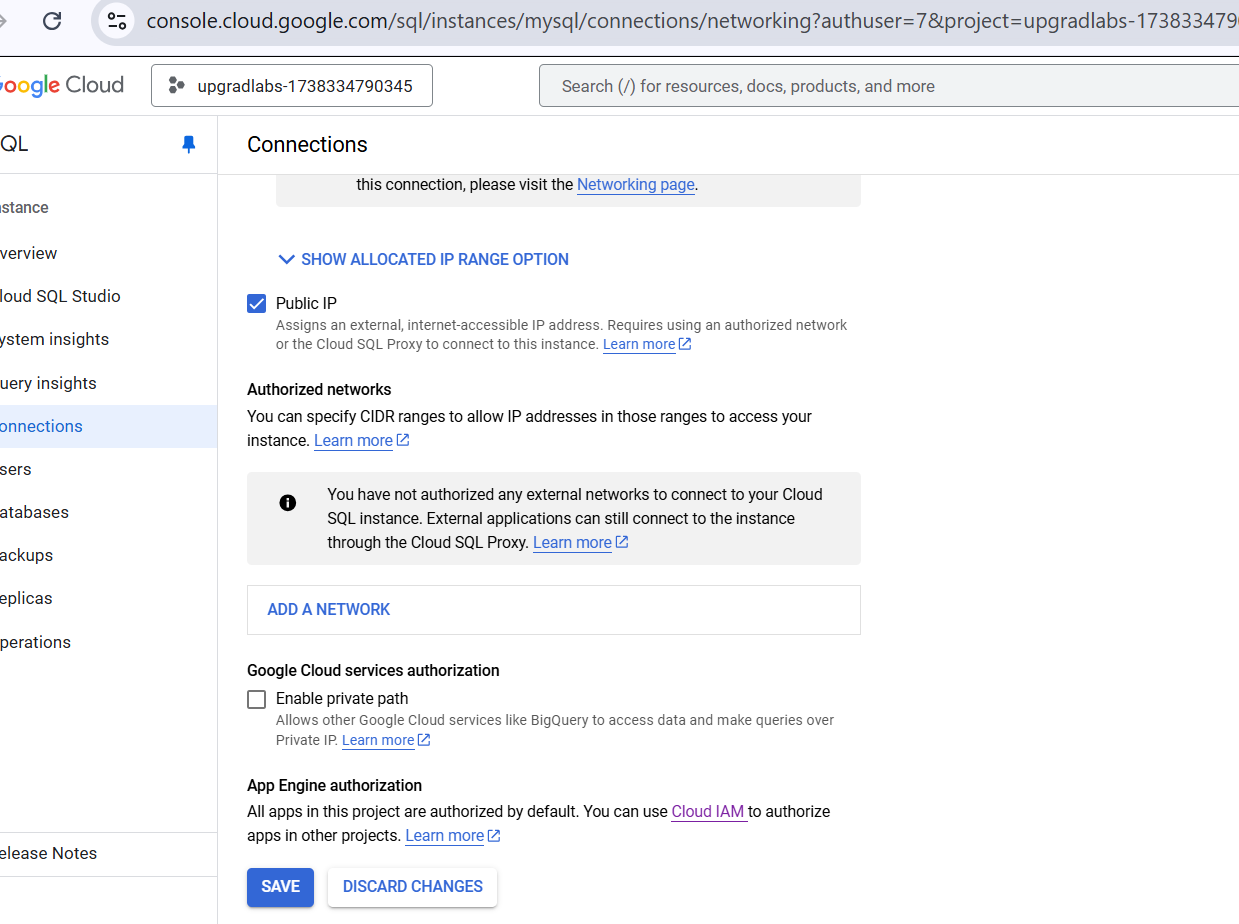 console.cloud.google.com/sql/instances/mysql/connections/networking?authuser=7&project=upgradlabs-173833479
oogle Cloud
upgradlabs-1738334790345
Search (/) for resources, docs, products, and more
QL
Connections
nstance
verview
loud SQL Studio
ystem insights
uery insights
onnections
sers
atabases
ackups
eplicas
perations
elease Notes
this connection, please visit the Networking page.
SHOW ALLOCATED IP RANGE OPTION
Public IP
Assigns an external, internet-accessible IP address. Requires using an authorized network
or the Cloud SQL Proxy to connect to this instance. Learn more
Authorized networks
You can specify CIDR ranges to allow IP addresses in those ranges to access your
instance. Learn more
You have not authorized any external networks to connect to your Cloud
SQL instance. External applications can still connect to the instance
through the Cloud SQL Proxy. Learn more
ADD A NETWORK
Google Cloud services authorization
Enable private path
Allows other Google Cloud services like BigQuery to access data and make queries over
Private IP. Learn more
App Engine authorization
All apps in this project are authorized by default. You can use Cloud IAM to authorize
apps in other projects. Learn more
SAVE
DISCARD CHANGES